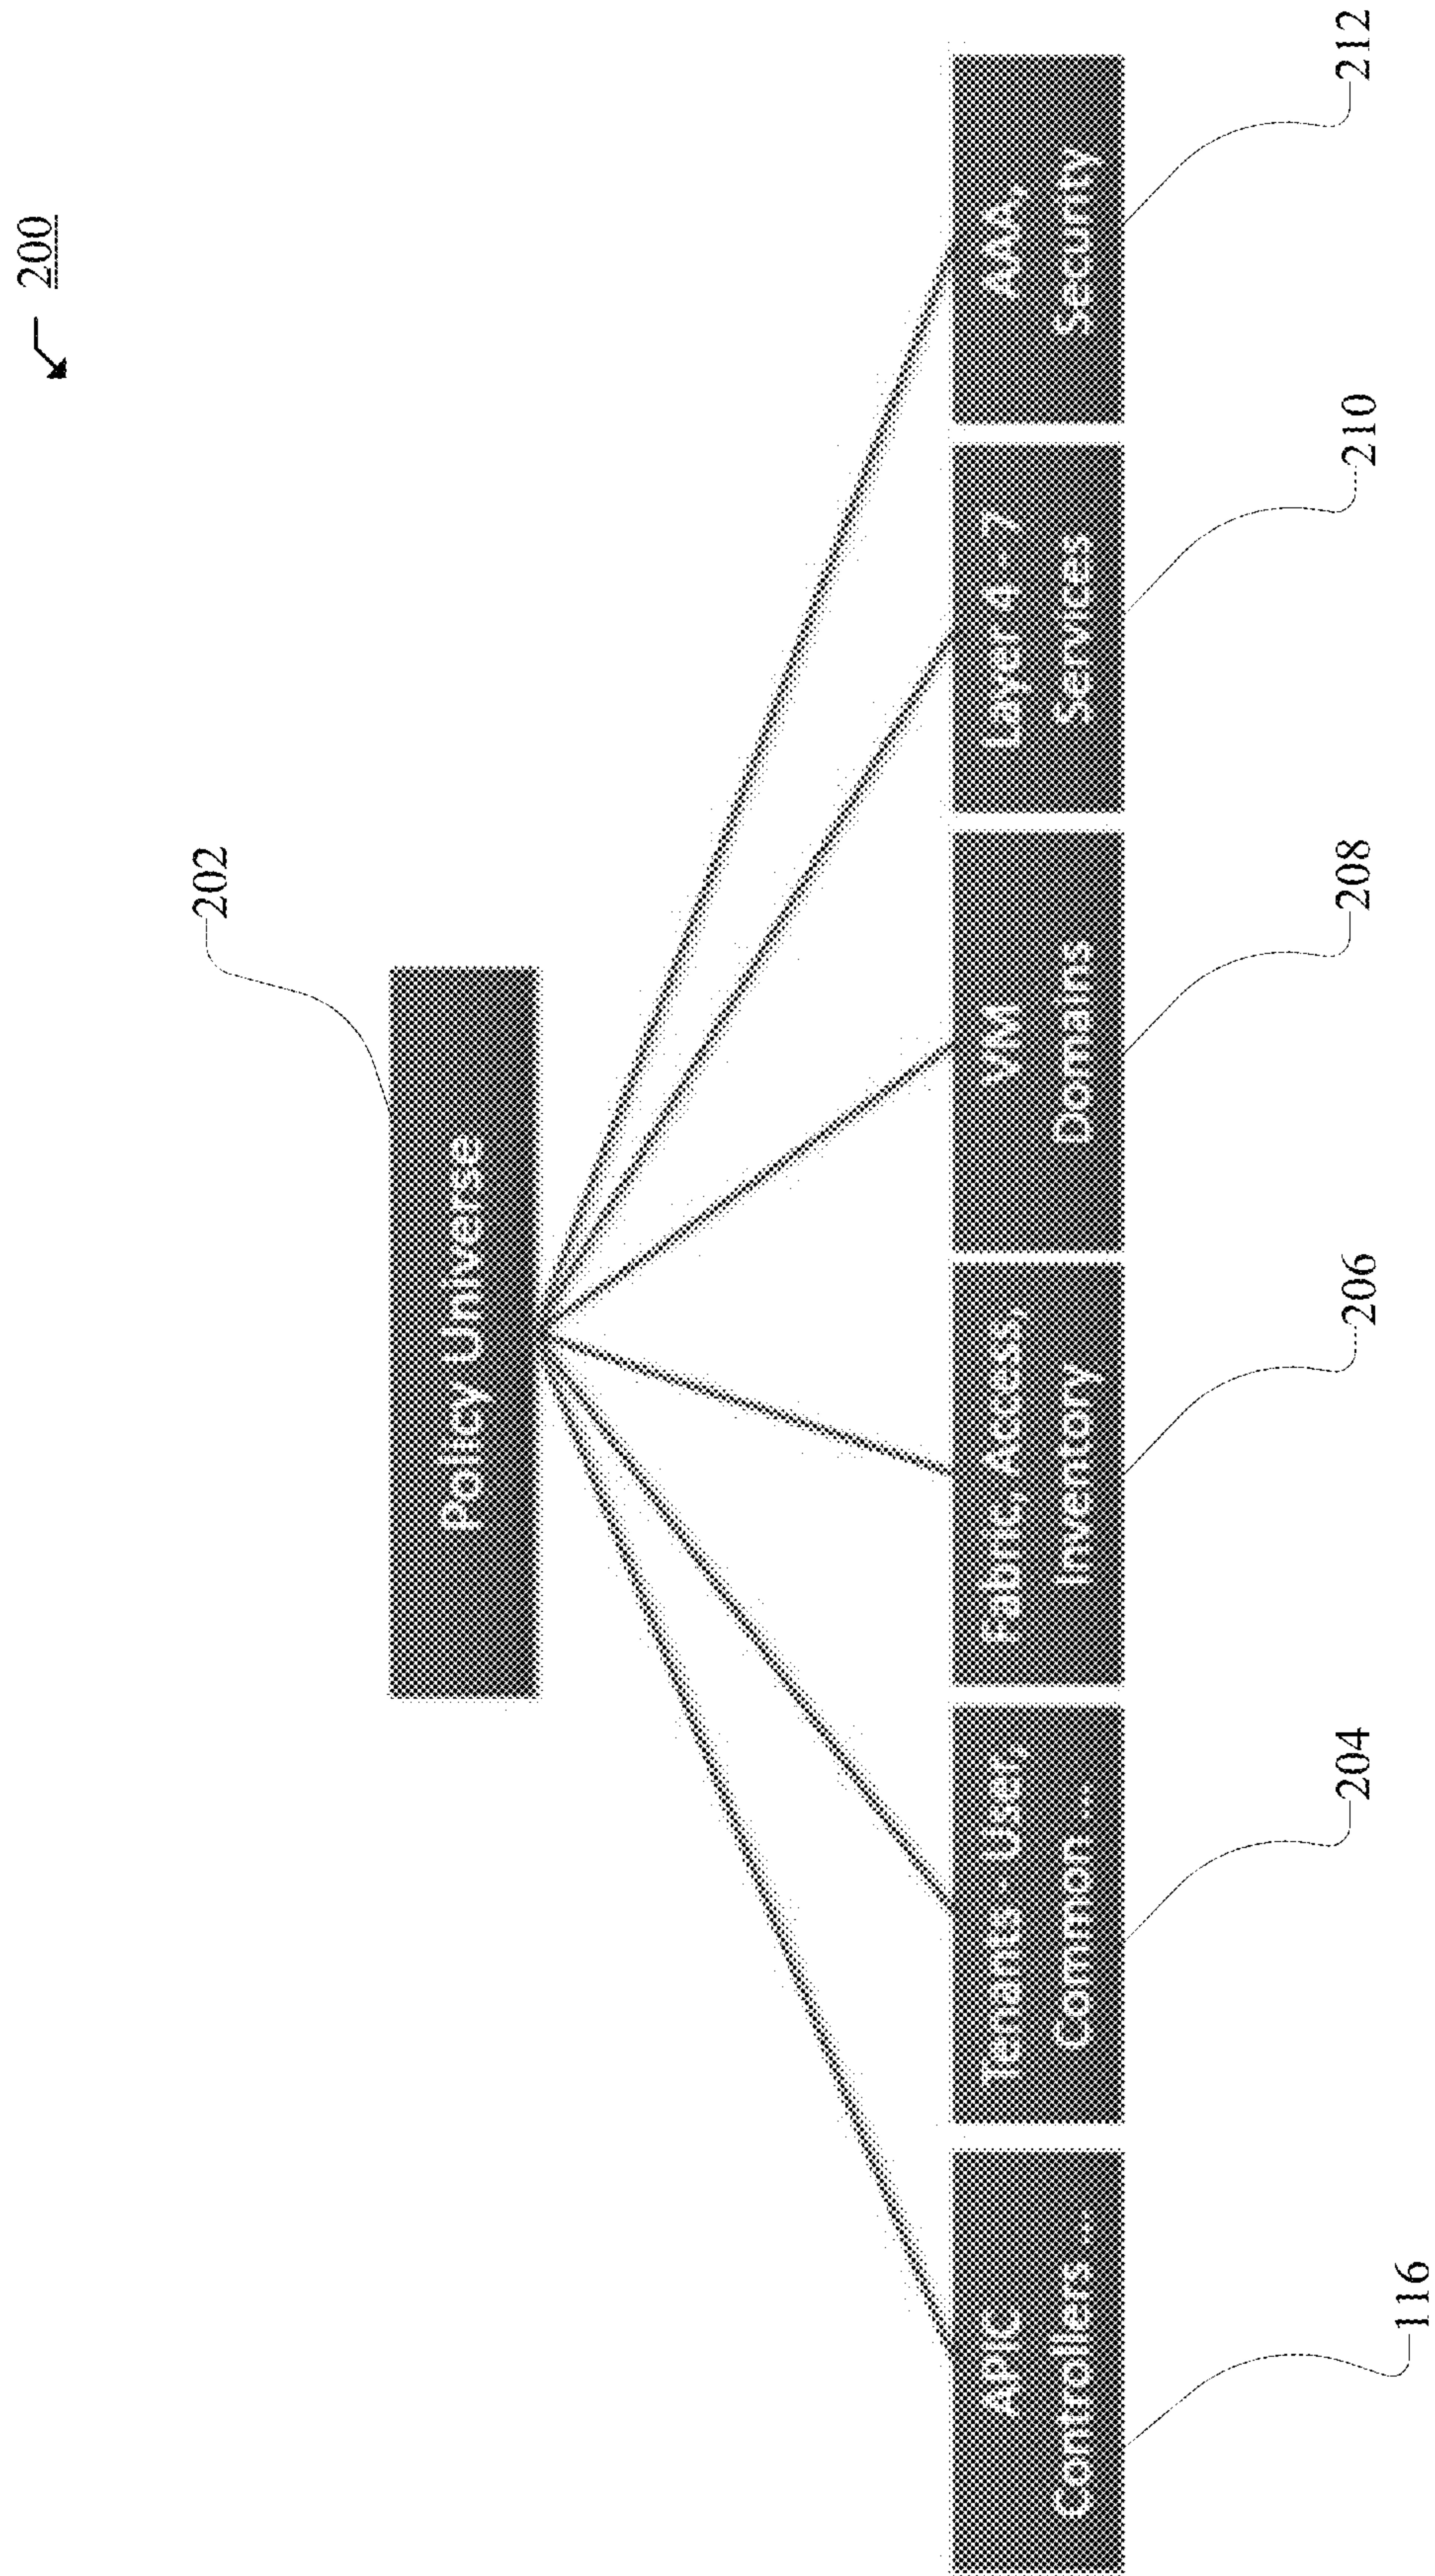 200
202
Policy Universe
APIC
Controllers ...
Tenants - User,
Common ...
Fabric, Access,
Inventory
VM
Domains
Layer 4 - 7
Services
AAA,
Security
116
204
206
208
210
212